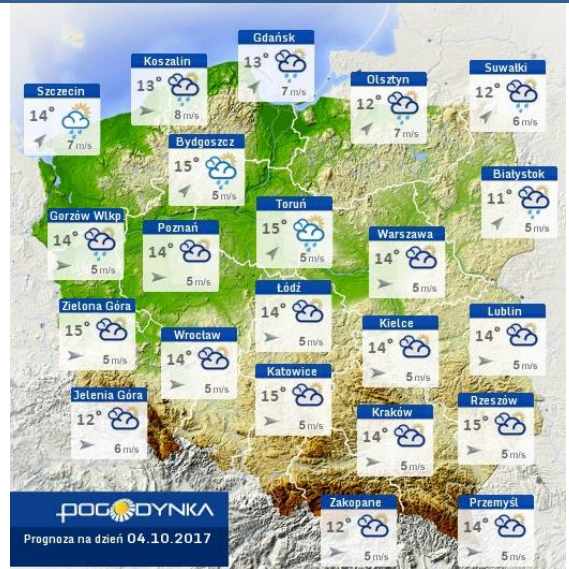 Gdańsk
13°
7 m/s
Koszalin
13°
8 m/s
Suwałki
12°
6 m/s
Olsztyn
12°
7 m/s
Szczecin
14°
7 m/s
Bydgoszcz
15°
5 m/s
Białystok
11°
5 m/s
Toruń
15°
5 m/s
Gorzów Wlkp
14°
5 m/s
Poznań
14°
5 m/s
Warszawa
14°
5 m/s
Łódź
14°
5 m/s
Zielona Góra
15°
5 m/s
Lublin
14°
5 m/s
Kielce
14°
5 m/s
Wrocław
14°
5 m/s
Katowice
15°
5 m/s
Jelenia Góra
12°
6 m/s
Rzeszów
15°
5 m/s
Kraków
14°
5 m/s
Zakopane
12°
5 m/s
Przemyśl
14°
5 m/s
POGODYNKA
Prognoza na dzień 04.10.2017